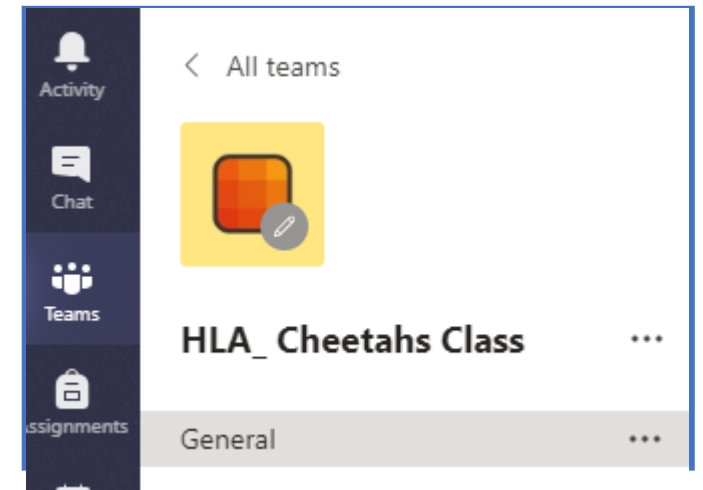 Activity
All teams
Chat
Teams
HLA_ Cheetahs Class
ssignments
General